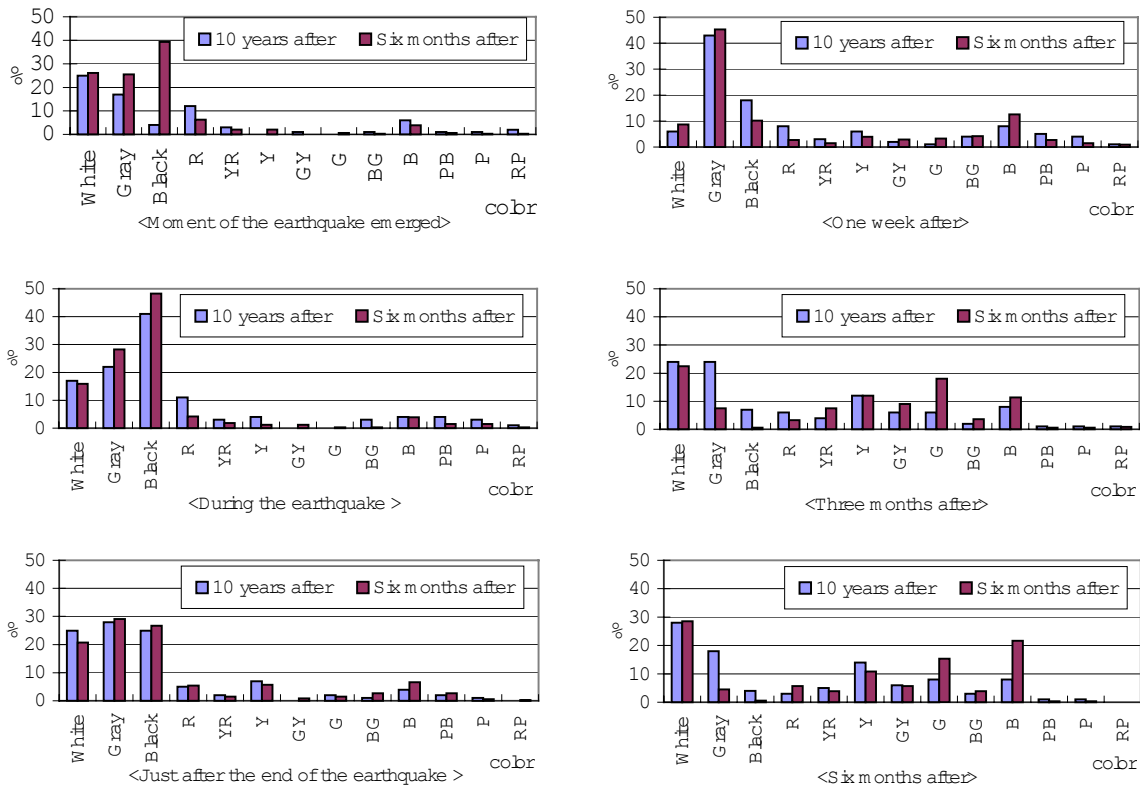 50
40
30
20
10
0
%
10 years after Six months after
White Gray Black R YR Y GY G BG B PB P RP
color
<Moment of the earthquake emerged>
50
40
30
20
10
0
%
10 years after Six months after
White Gray Black R YR Y GY G BG B PB P RP
color
<One week after>
50
40
30
20
10
0
%
10 years after Six months after
White Gray Black R YR Y GY G BG B PB P RP
color
<During the earthquake >
50
40
30
20
10
0
%
10 years after Six months after
White Gray Black R YR Y GY G BG B PB P RP
color
<Three months after>
50
40
30
20
10
0
%
10 years after Six months after
White Gray Black R YR Y GY G BG B PB P RP
color
<Just after the end of the earthquake >
50
40
30
20
10
0
%
10 years after Six months after
White Gray Black R YR Y GY G BG B PB P RP
color
<Six months after>